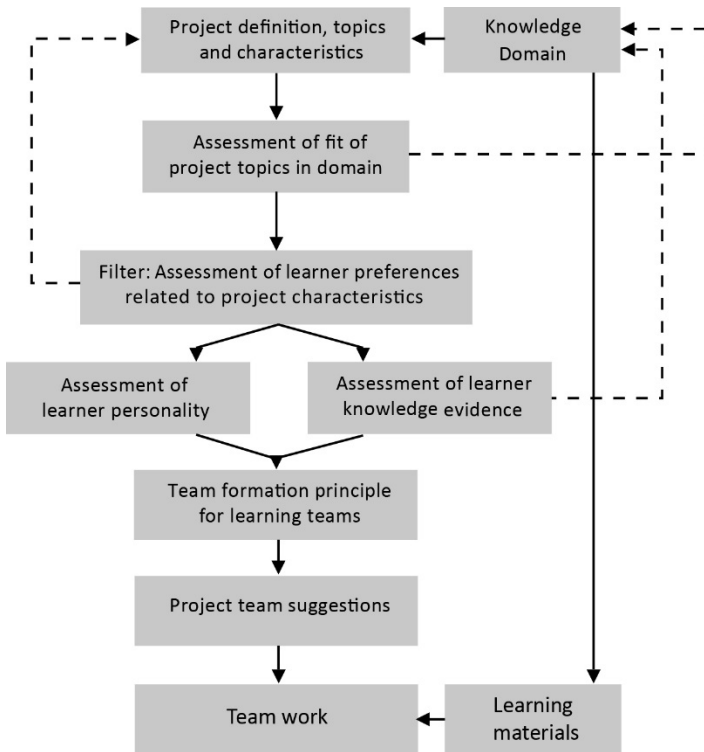 Project definition, topics
and characteristics
Knowledge
Domain
Assessment of fit of
project topics in domain
Filter: Assessment of learner preferences
related to project characteristics
Assessment of
learner personality
Assessment of learner
knowledge evidence
Team formation principle
for learning teams
Project team suggestions
Team work
Learning
materials